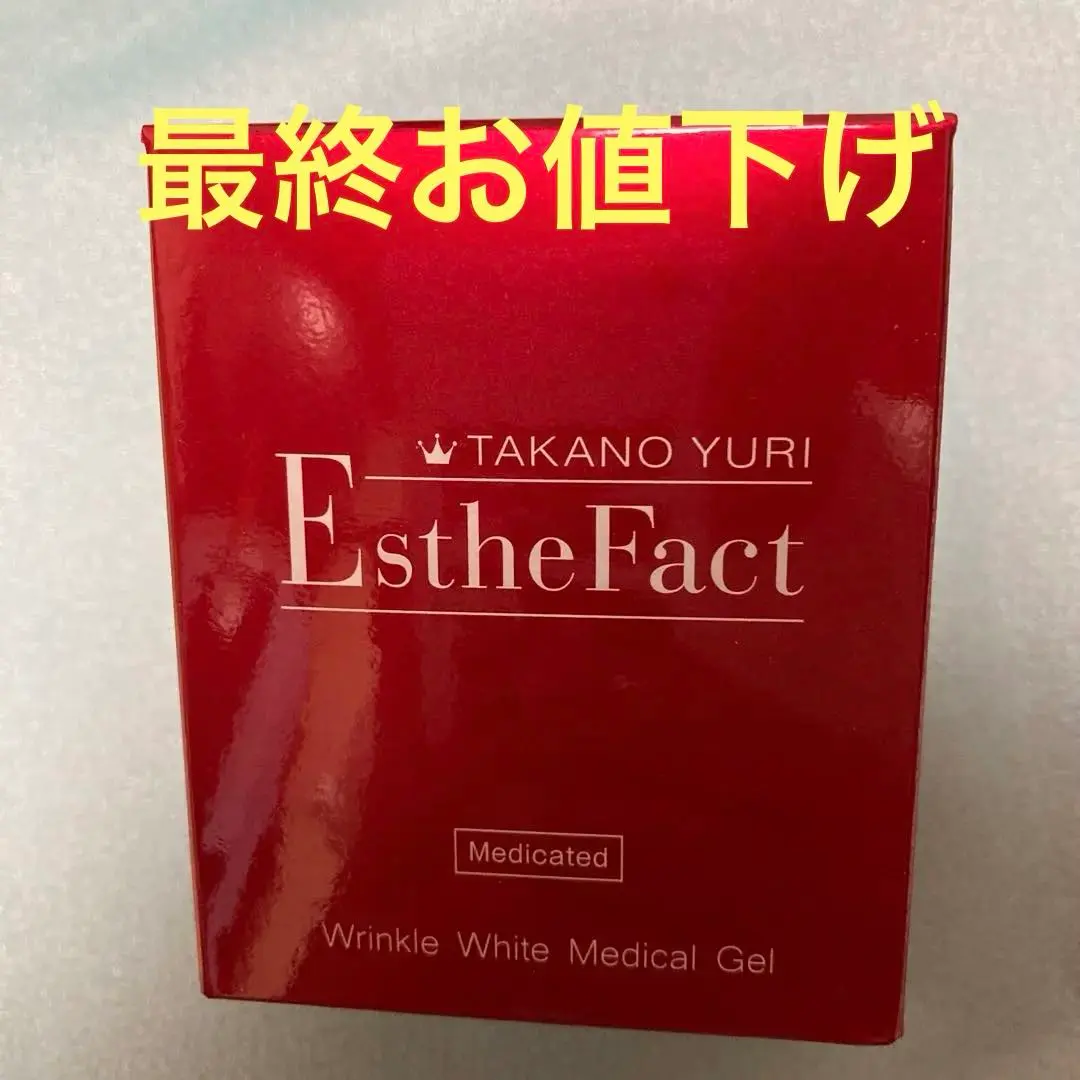 最終お値下げ
TAKANO YURI
EstheFact
Medicated
Wrinkle White Medical Gel